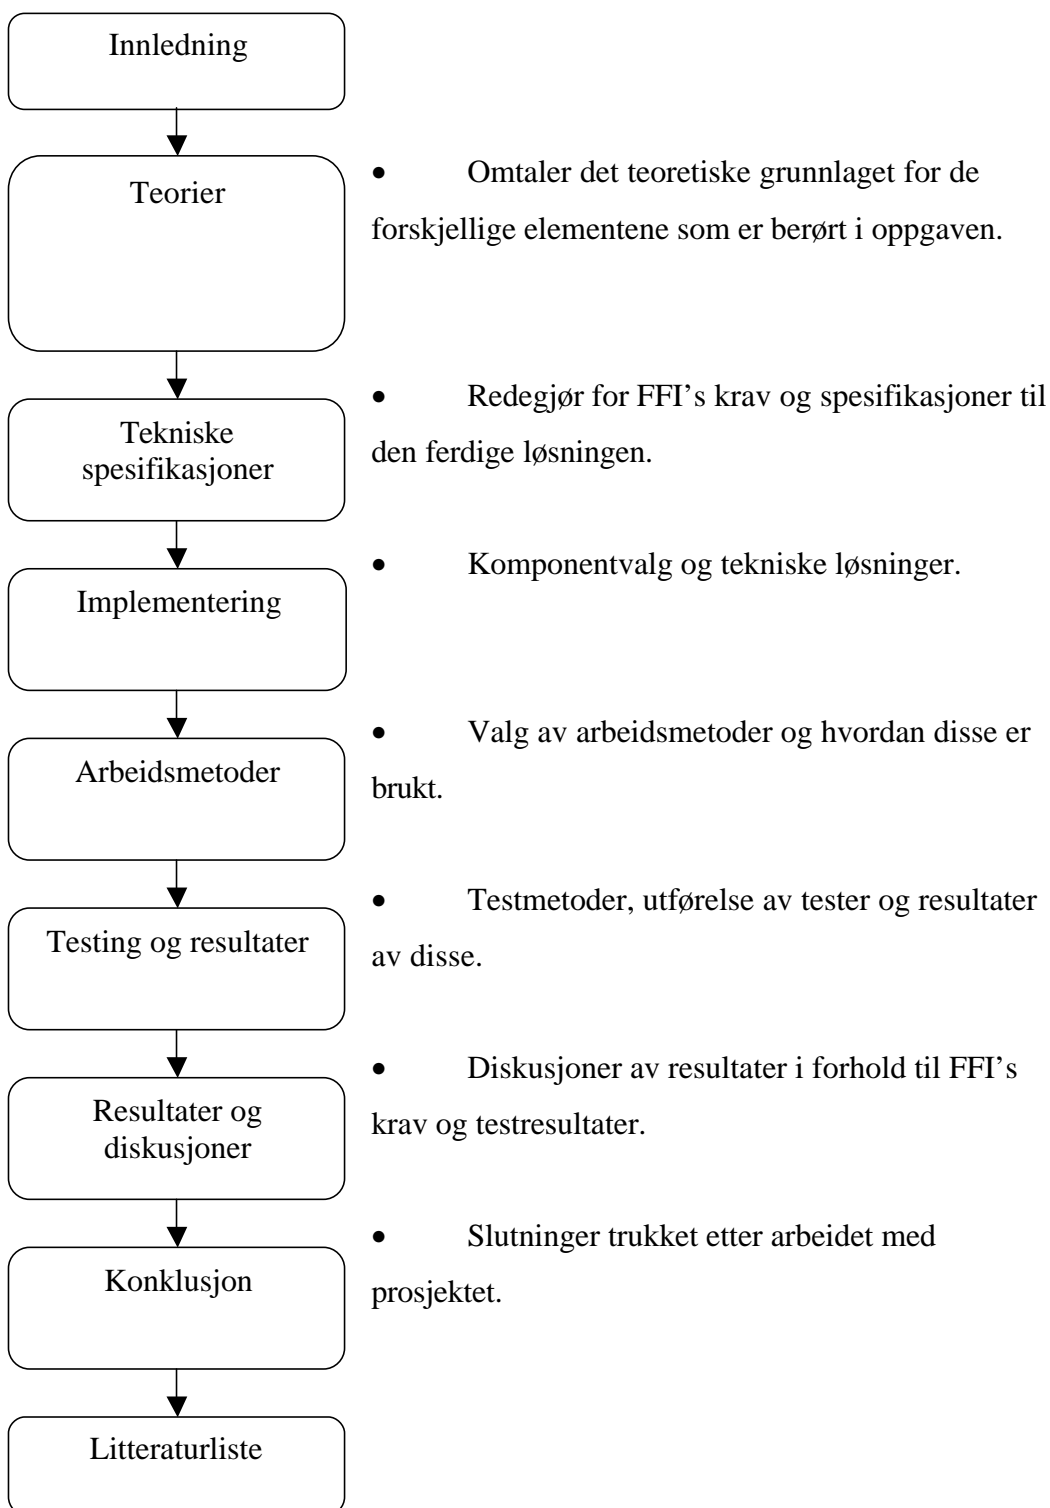 Innledning
Teorier
• Omtaler det teoretiske grunnlaget for de
forskjellige elementene som er berørt i oppgaven.
Tekniske
spesifikasjoner
• Redegjør for FFI’s krav og spesifikasjoner til
den ferdige løsningen.
Implementering
• Komponentvalg og tekniske løsninger.
Arbeidsmetoder
• Valg av arbeidsmetoder og hvordan disse er
brukt.
Testing og resultater
• Testmetoder, utførelse av tester og resultater
av disse.
Resultater og
diskusjoner
• Diskusjoner av resultater i forhold til FFI’s
krav og testresultater.
Konklusjon
• Slutninger trukket etter arbeidet med
prosjektet.
Litteraturliste